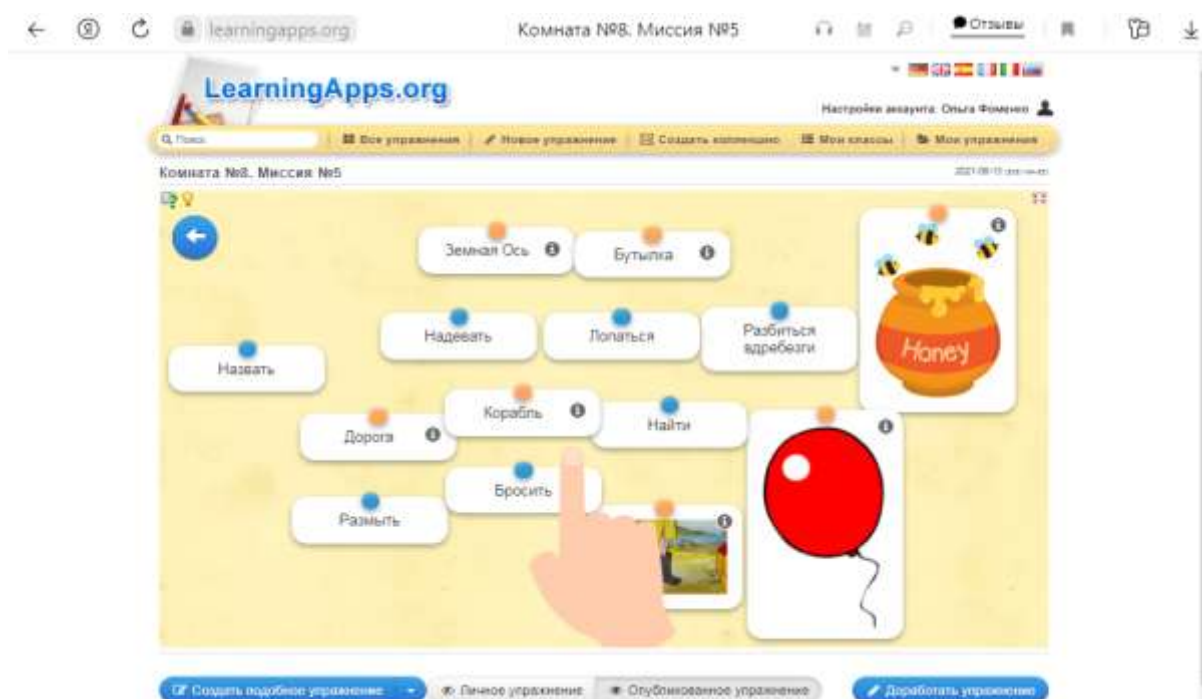 learningapps.org
Комната №8. Миссия №5
Отзывы
LearningApps.org
Настройки аккаунта: Ольга Фоменко
Поиск
Все упражнения
Новое упражнение
Создать коллекцию
Мои классы
Мои упражнения
Комната №8. Миссия №5
Земная Ось
Бутылка
Надевать
Лопаться
Разбиться
вдребезги
Honey
Назвать
Корабль
Найти
Дорога
Бросить
Размыть
Создать подобное упражнение
Личное упражнение
Опубликованное упражнение
Доработать упражнение